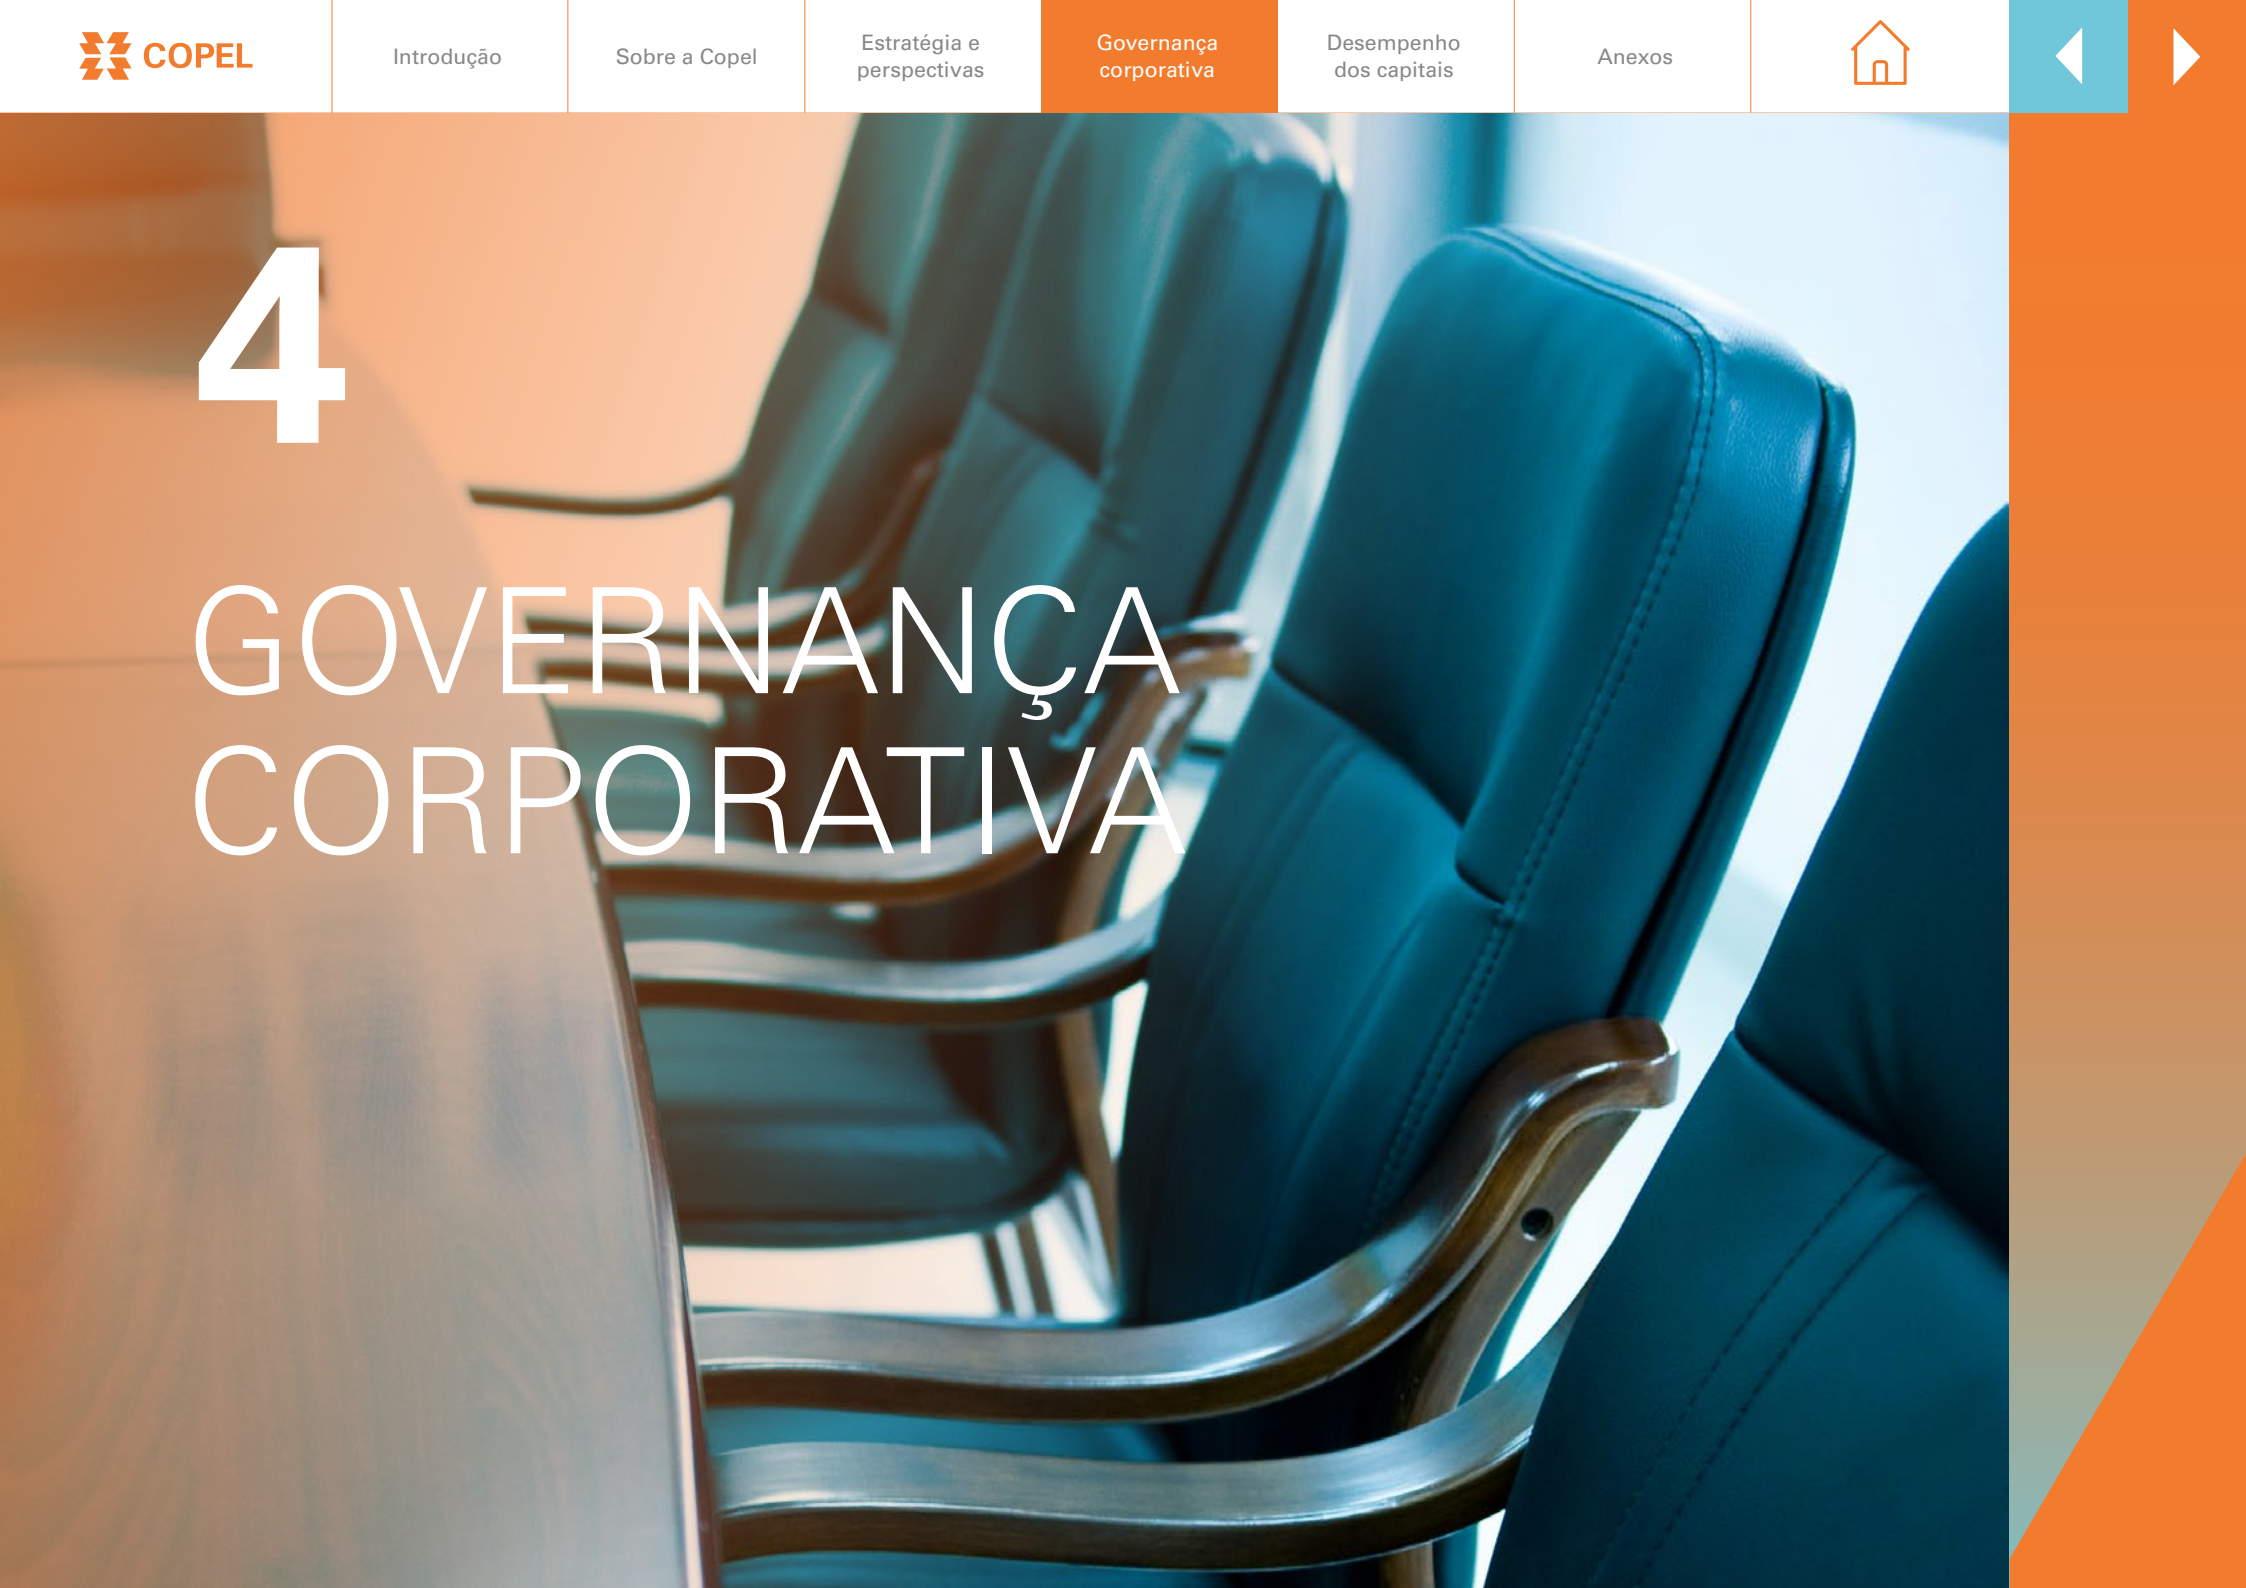 COPEL
Introdução
Sobre a Copel
Estratégia e
perspectivas
Governança
corporativa
Desempenho
dos capitais
Anexos
4
GOVERNANÇA
CORPORATIVA